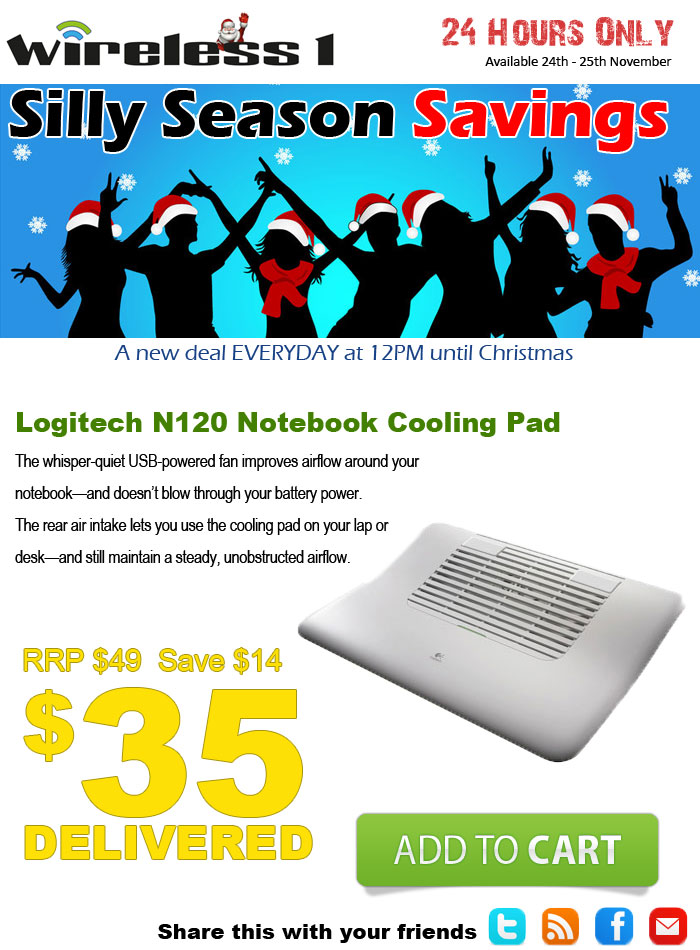 wireless 1
24 HOURS ONLY
Available 24th - 25th November
Silly Season Savings
A new deal EVERYDAY at 12PM until Christmas
Logitech N120 Notebook Cooling Pad
The whisper-quiet USB-powered fan improves airflow around your
notebook—and doesn't blow through your battery power.
The rear air intake lets you use the cooling pad on your lap or
desk—and still maintain a steady, unobstructed airflow.
RRP $49 Save $14
$35
DELIVERED
ADD TO CART
Share this with your friends